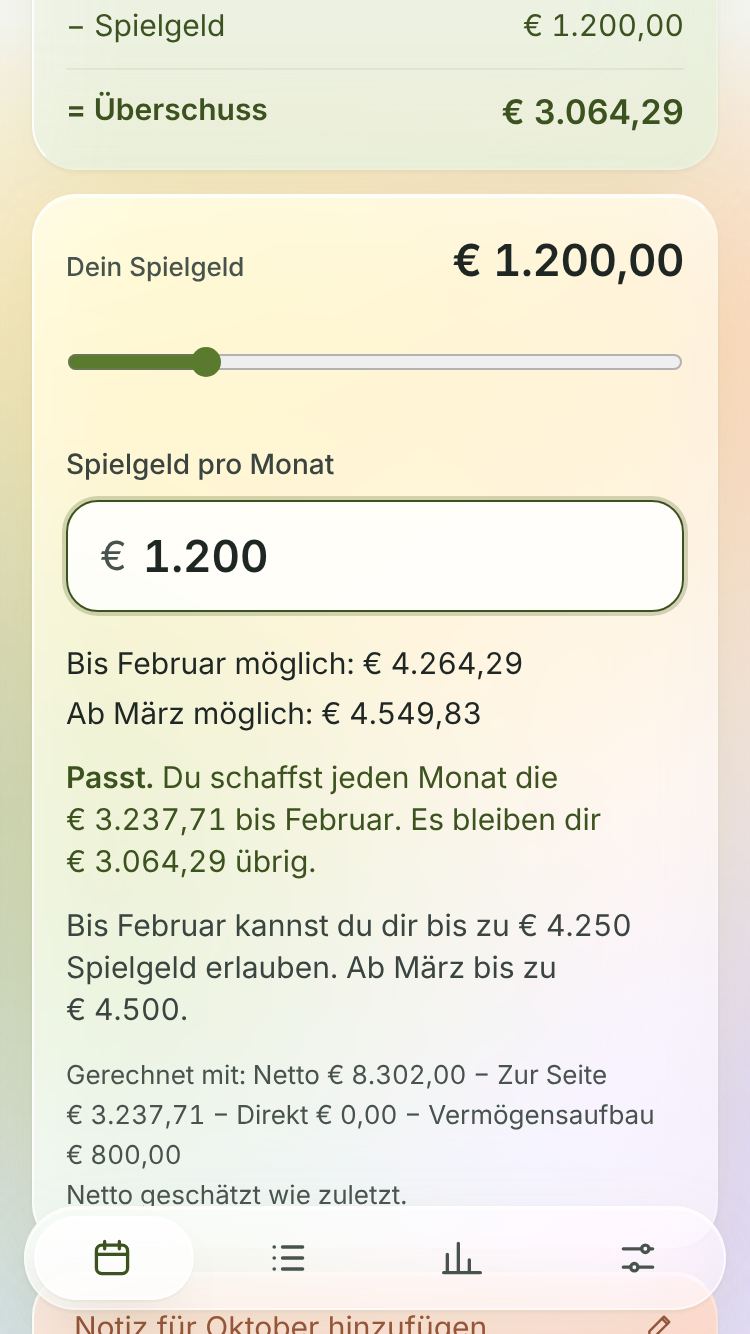 − Spielgeld € 1.200,00
= Überschuss € 3.064,29
Dein Spielgeld € 1.200,00
Spielgeld pro Monat
€ 1.200
Bis Februar möglich: € 4.264,29
Ab März möglich: € 4.549,83
Passt. Du schaffst jeden Monat die
€ 3.237,71 bis Februar. Es bleiben dir
€ 3.064,29 übrig.
Bis Februar kannst du dir bis zu € 4.250
Spielgeld erlauben. Ab März bis zu
€ 4.500.
Gerechnet mit: Netto € 8.302,00 − Zur Seite
€ 3.237,71 − Direkt € 0,00 − Vermögensaufbau
€ 800,00
Netto geschätzt wie zuletzt.
Notiz für Oktober hinzufügen